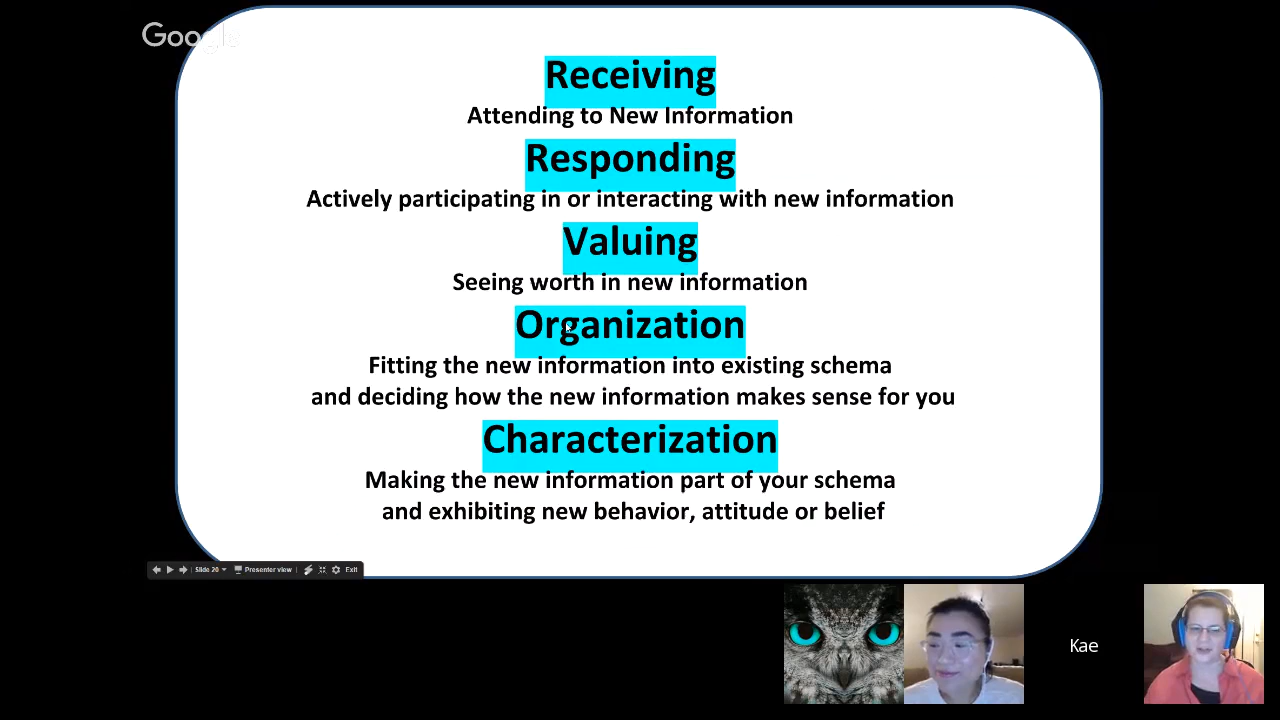 Google
Receiving
Attending to New Information
Responding
Actively participating in or interacting with new information
Valuing
Seeing worth in new information
Organization
Fitting the new information into existing schema
and deciding how the new information makes sense for you
Characterization
Making the new information part of your schema
and exhibiting new behavior, attitude or belief
Slide 20 Presenter view Exit
Kae